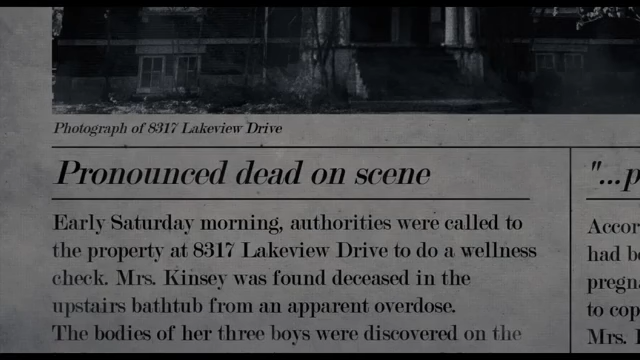 Photograph of 8317 Lakeview Drive
Pronounced dead on scene
Early Saturday morning, authorities were called to
the property at 8317 Lakeview Drive to do a wellness
check. Mrs. Kinsey was found deceased in the
upstairs bathtub from an apparent overdose.
The bodies of her three boys were discovered on the
"...p
Accor
had be
pregn
to cop
Mrs.